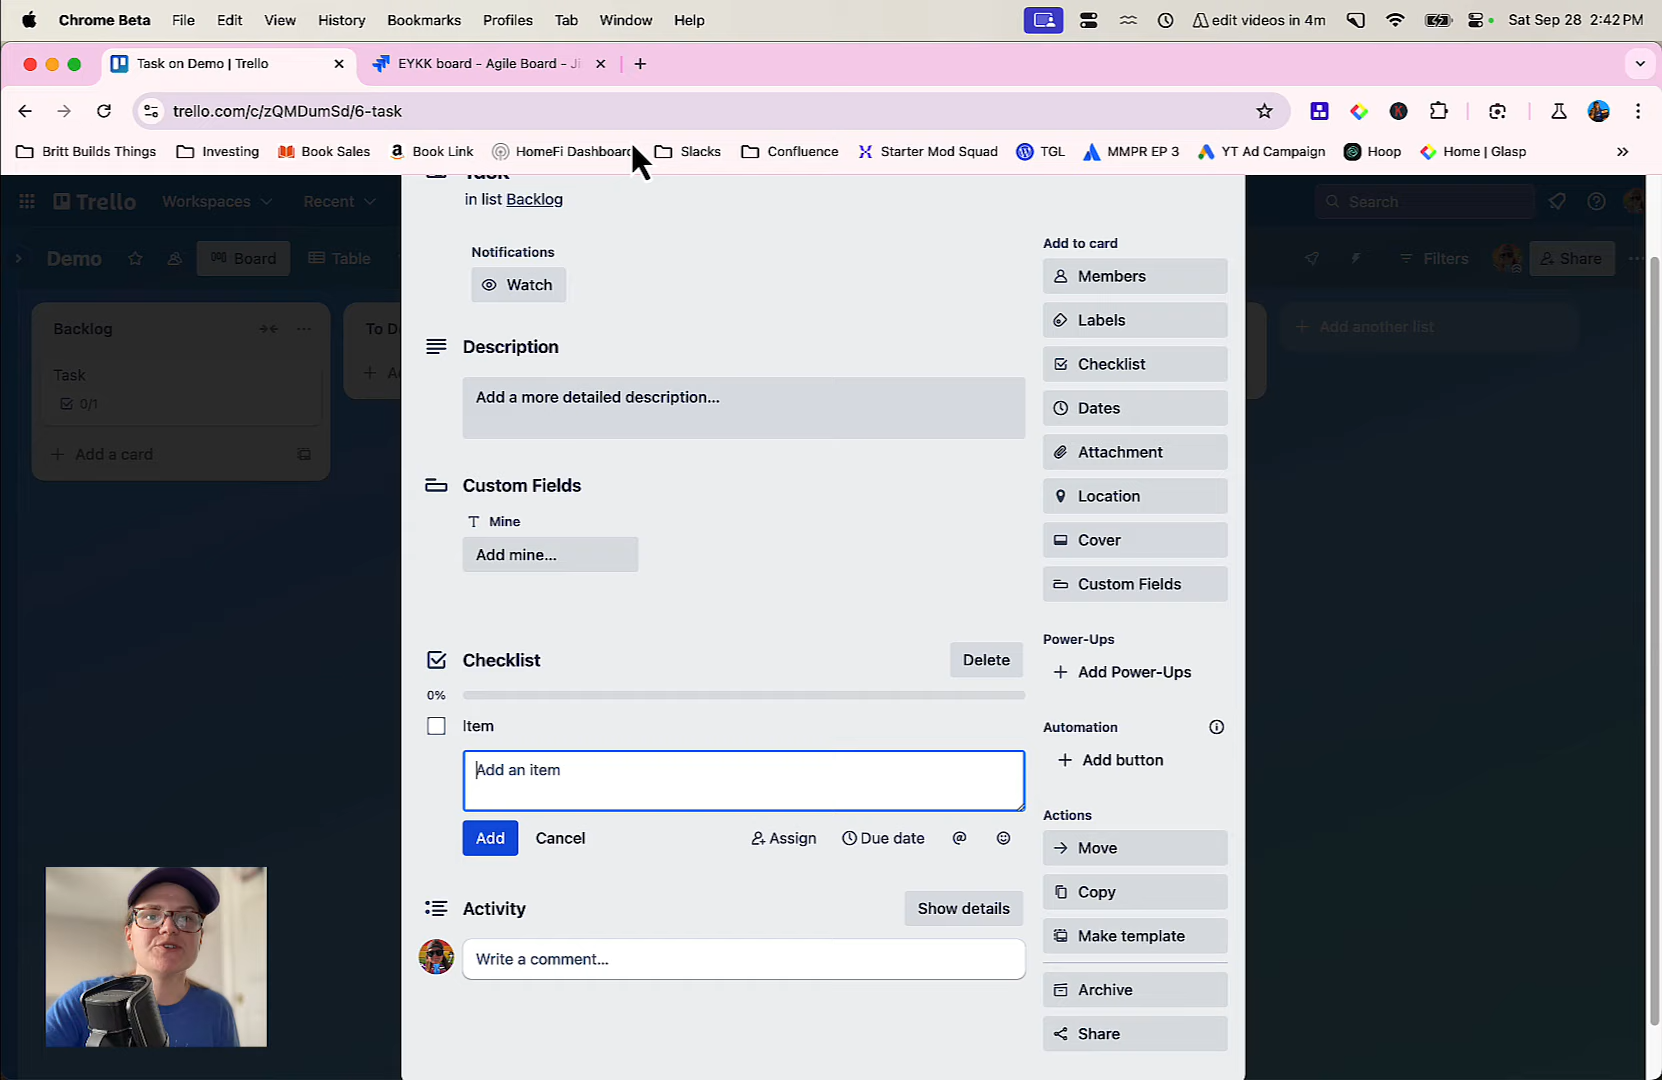 Chrome Beta File Edit View History Bookmarks Profiles Tab Window Help edit videos in 4m Sat Sep 28 2:42 PM
Task on Demo | Trello EYKK board - Agile Board - Ji
trello.com/c/zQMDumSd/6-task
Britt Builds Things Investing Book Sales Book Link HomeFi Dashboard Slacks Confluence Starter Mod Squad TGL MMPR EP 3 YT Ad Campaign Hoop Home | Glasp
Trello Workspaces Recent Search
Demo Board Table Filters Share
Backlog
Task
0/1
+ Add a card
To D
+ Add another list
Task
in list Backlog
Notifications
Watch
Description
Add a more detailed description...
Custom Fields
T Mine
Add mine...
Checklist Delete
0%
Item
Add an item
Add Cancel Assign Due date @
Activity Show details
Write a comment...
Add to card
Members
Labels
Checklist
Dates
Attachment
Location
Cover
Custom Fields
Power-Ups
+ Add Power-Ups
Automation
+ Add button
Actions
Move
Copy
Make template
Archive
Share